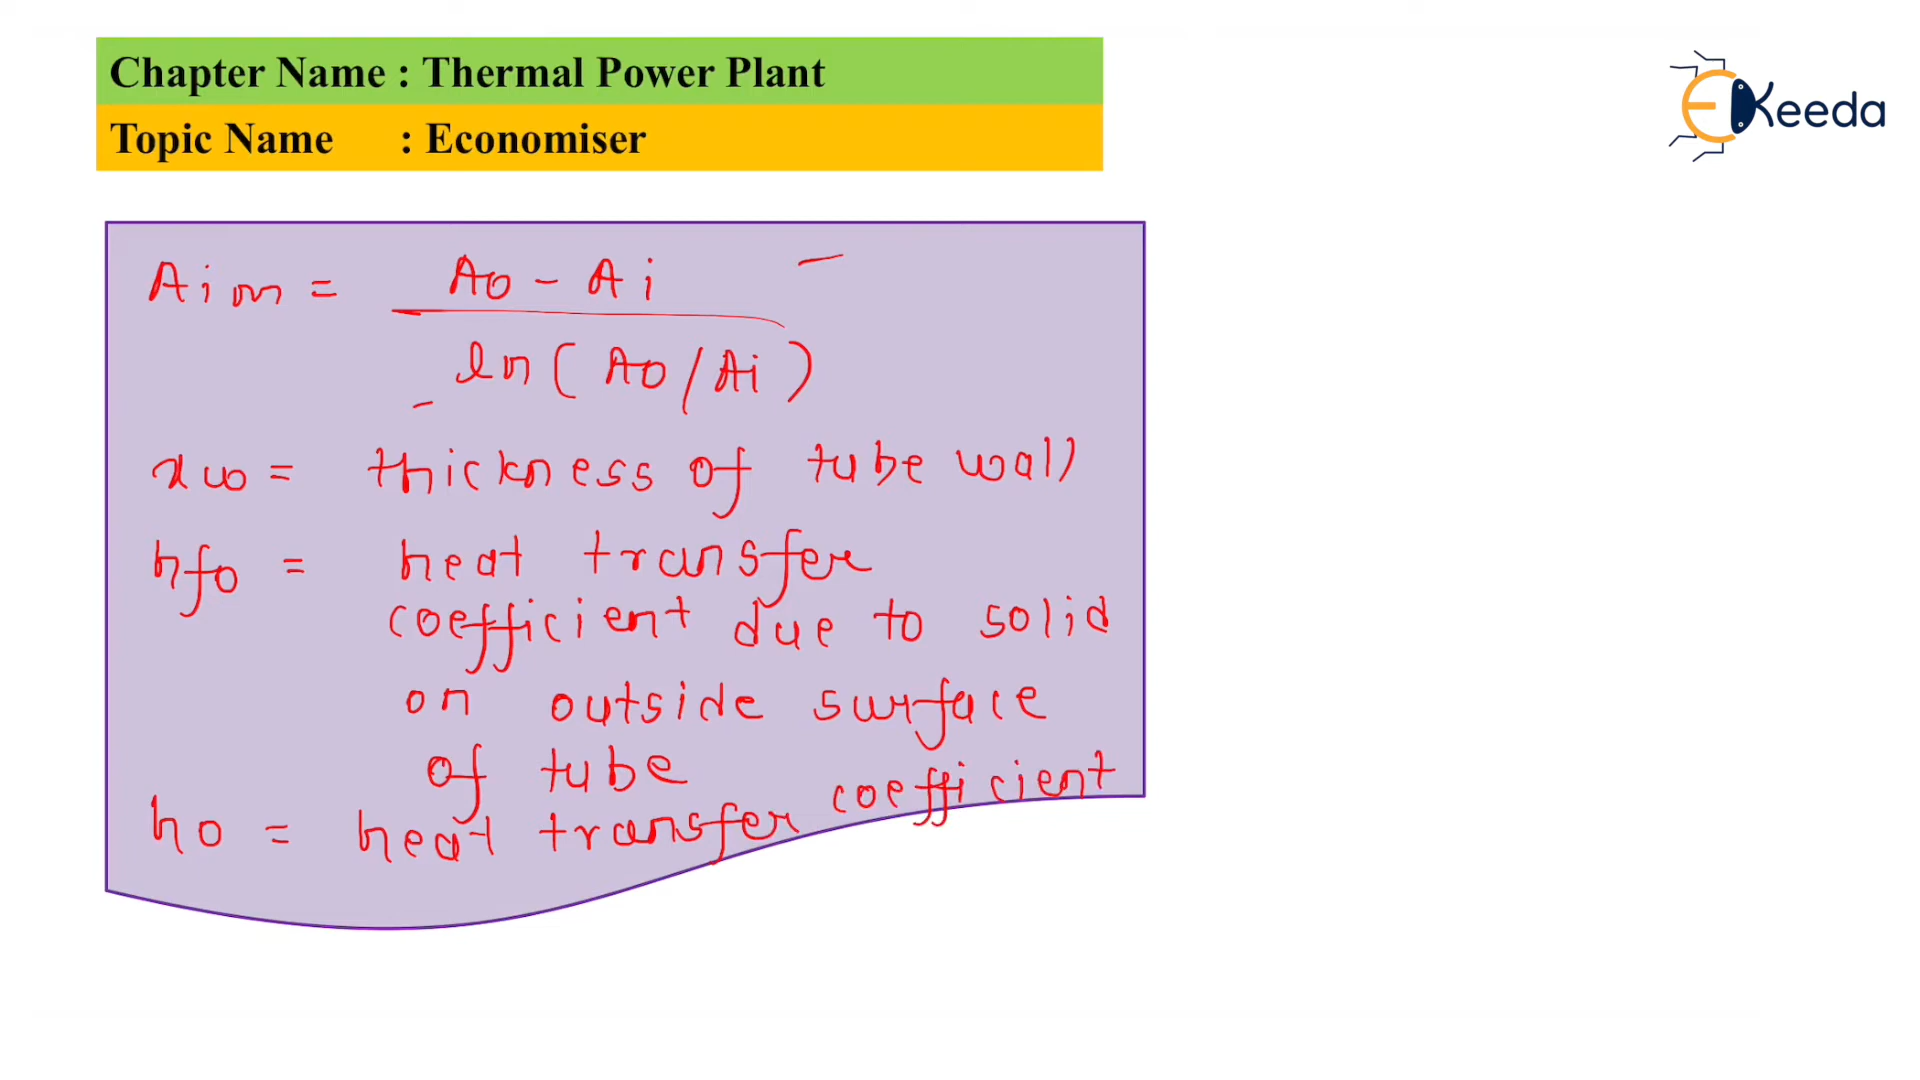 Chapter Name : Thermal Power Plant
Topic Name : Economiser
EKeeda
Aim = Ao - Ai
ln ( Ao / Ai )
xw = thickness of tube wall
hfo = heat transfer
coefficient due to solid
on outside surface
of tube
ho = heat transfer coefficient